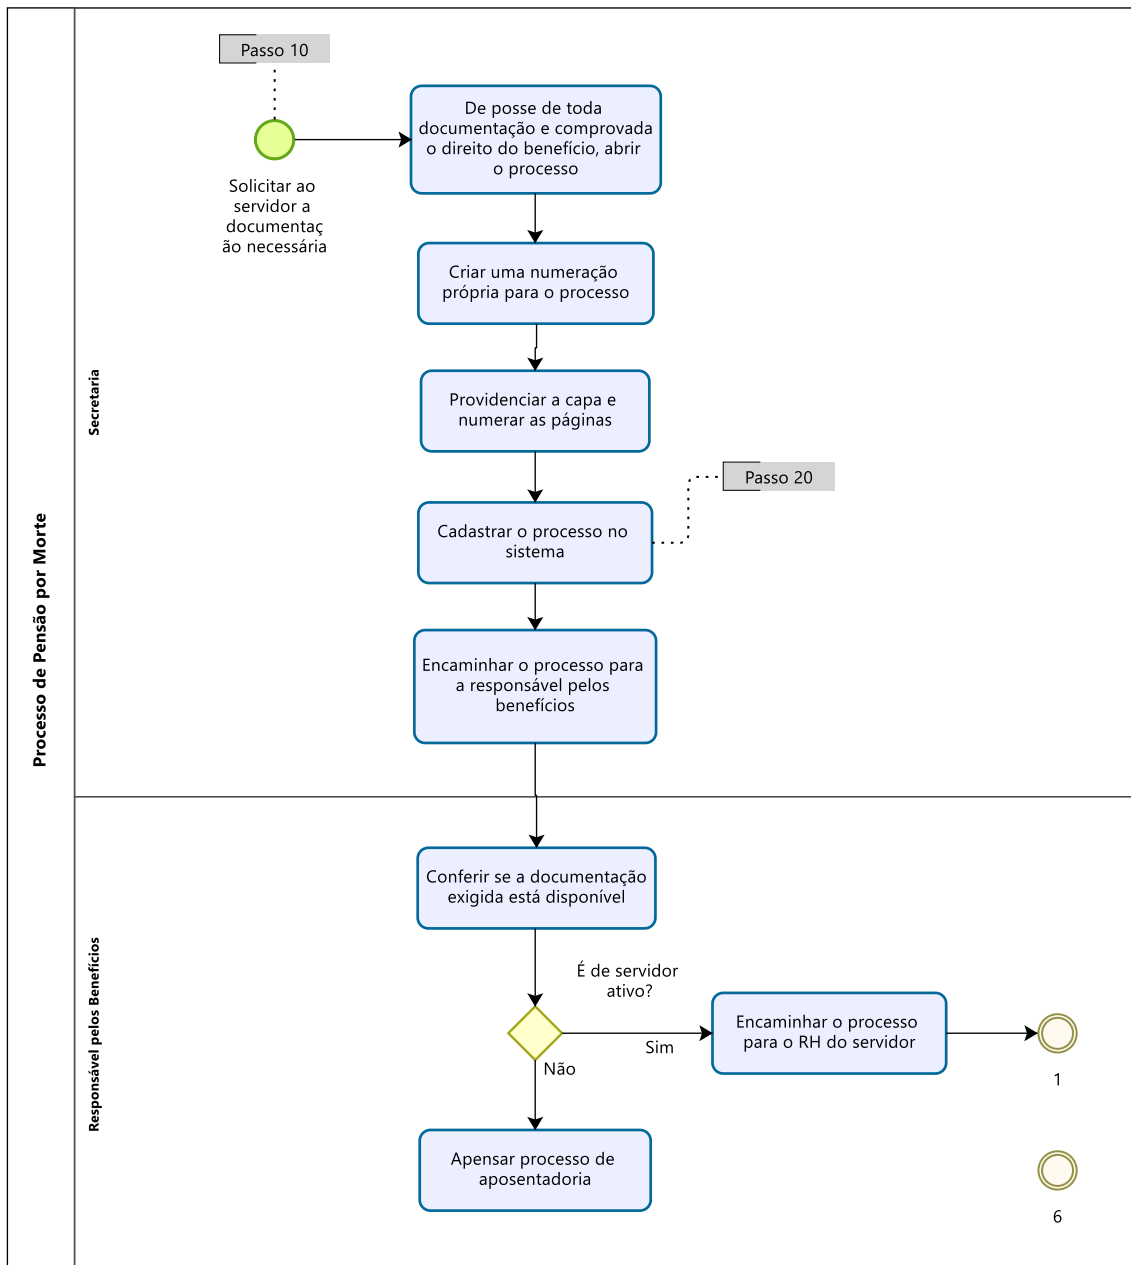 Processo de Pensão por Morte
Secretaria
Passo 10
Solicitar ao
servidor a
documentaç
ão necessária
De posse de toda
documentação e comprovada
o direito do benefício, abrir
o processo
Criar uma numeração
própria para o processo
Providenciar a capa e
numerar as páginas
Passo 20
Cadastrar o processo no
sistema
Encaminhar o processo para
a responsável pelos
benefícios
Responsável pelos Benefícios
Conferir se a documentação
exigida está disponível
É de servidor
ativo?
Sim
Não
Encaminhar o processo
para o RH do servidor
1
Apensar processo de
aposentadoria
6